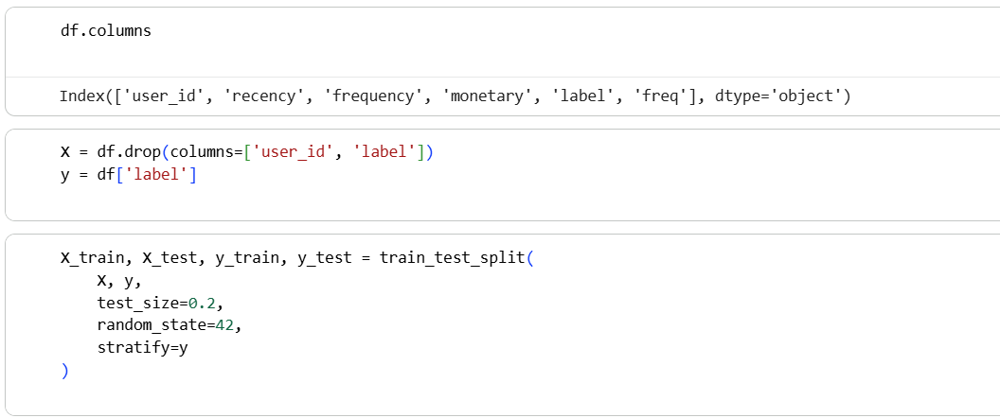 df.columns
Index(['user_id', 'recency', 'frequency', 'monetary', 'label', 'freq'], dtype='object')
X = df.drop(columns=['user_id', 'label'])
y = df['label']
X_train, X_test, y_train, y_test = train_test_split(
    X, y,
    test_size=0.2,
    random_state=42,
    stratify=y
)